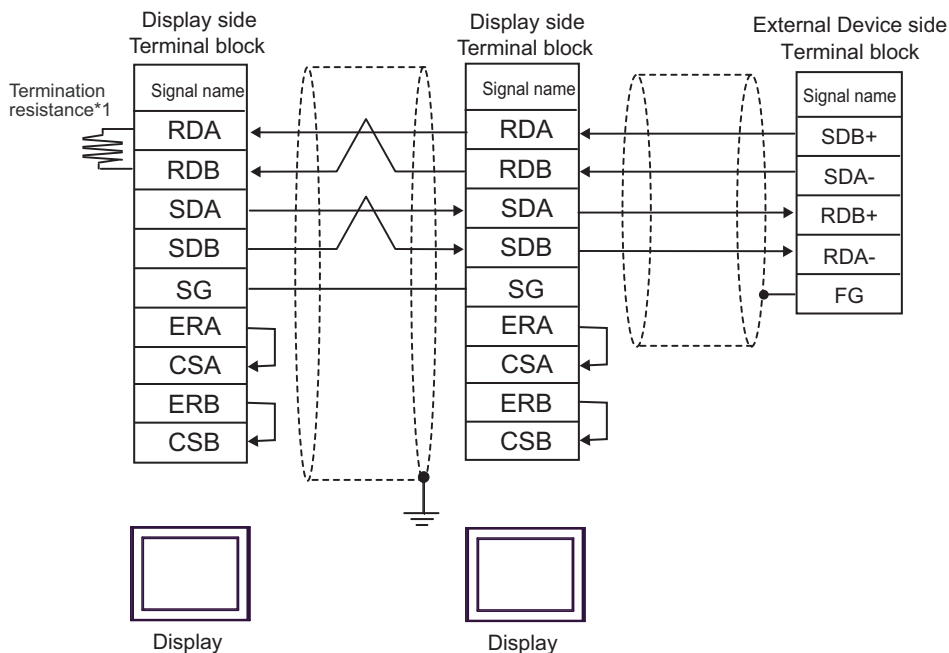 Display side
Terminal block
Display side
Terminal block
External Device side
Terminal block
Termination
resistance*1
Signal name
RDA
RDB
SDA
SDB
SG
ERA
CSA
ERB
CSB
Signal name
RDA
RDB
SDA
SDB
SG
ERA
CSA
ERB
CSB
Signal name
SDB+
SDA-
RDB+
RDA-
FG
Display
Display